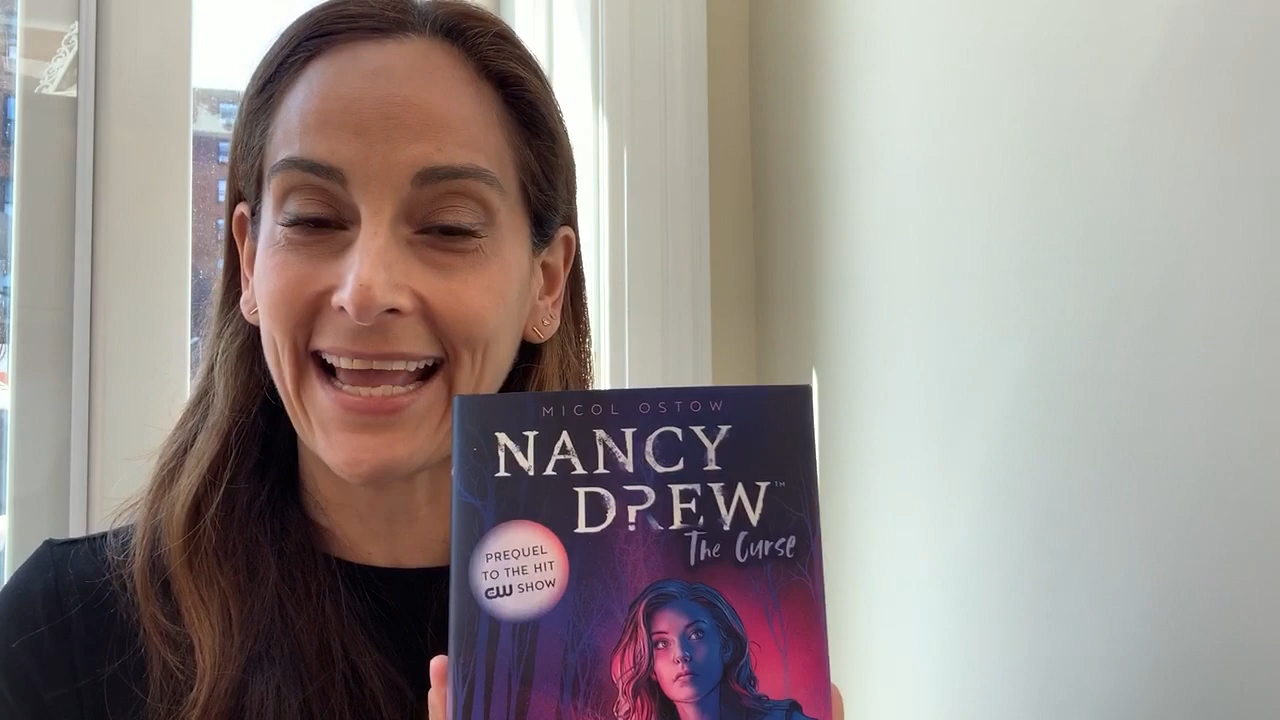 MICOL OSTOW
NANCY
DREW™
The Curse
PREQUEL
TO THE HIT
CW SHOW